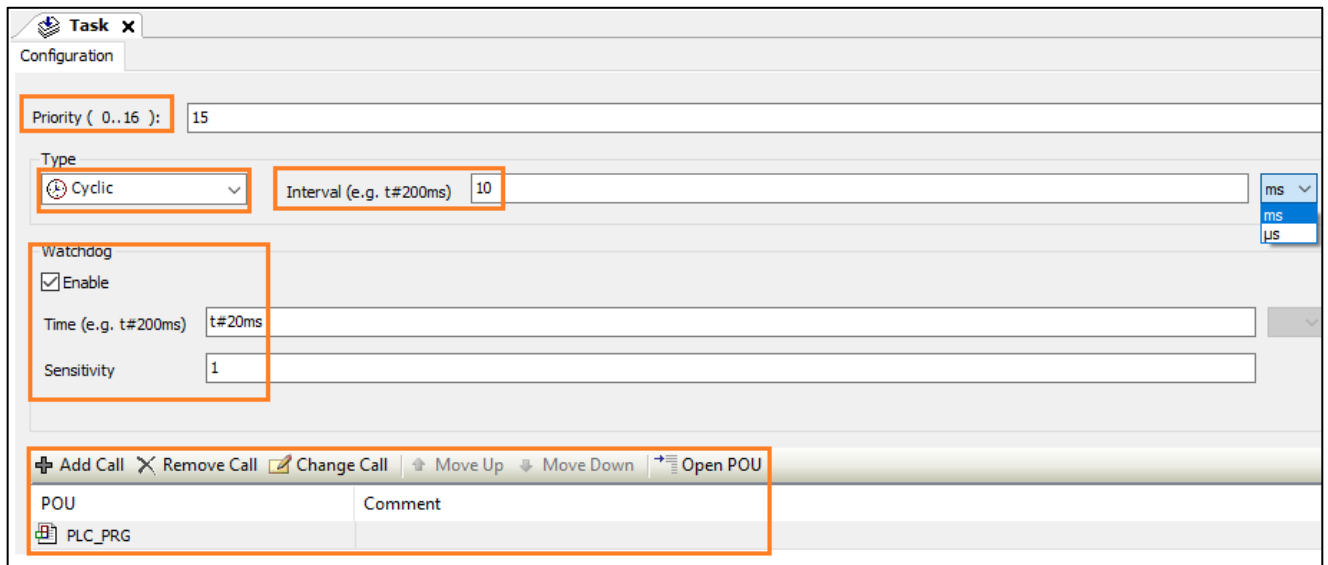 Task x
Configuration
Priority ( 0..16 ): 15
Type
Cyclic Interval (e.g. t#200ms) 10 ms
ms
µs
Watchdog
Enable
Time (e.g. t#200ms) t#20ms
Sensitivity 1
Add Call Remove Call Change Call Move Up Move Down Open POU
POU Comment
PLC_PRG